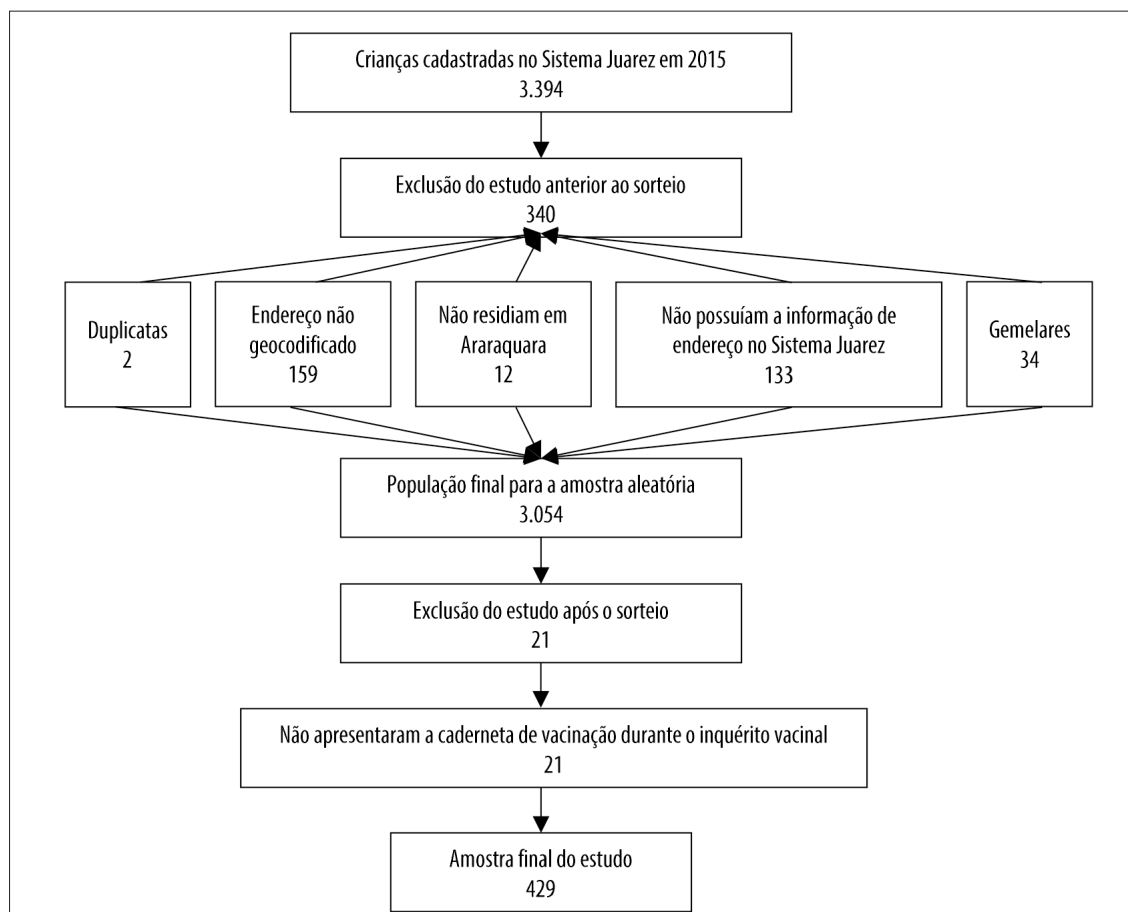 Crianças cadastradas no Sistema Juarez em 2015
3.394
Exclusão do estudo anterior ao sorteio
340
Duplicatas
2
Endereço não
geocodificado
159
Não residiam em
Araraquara
12
Não possuíam a informação de
endereço no Sistema Juarez
133
Gemelares
34
População final para a amostra aleatória
3.054
Exclusão do estudo após o sorteio
21
Não apresentaram a caderneta de vacinação durante o inquérito vacinal
21
Amostra final do estudo
429